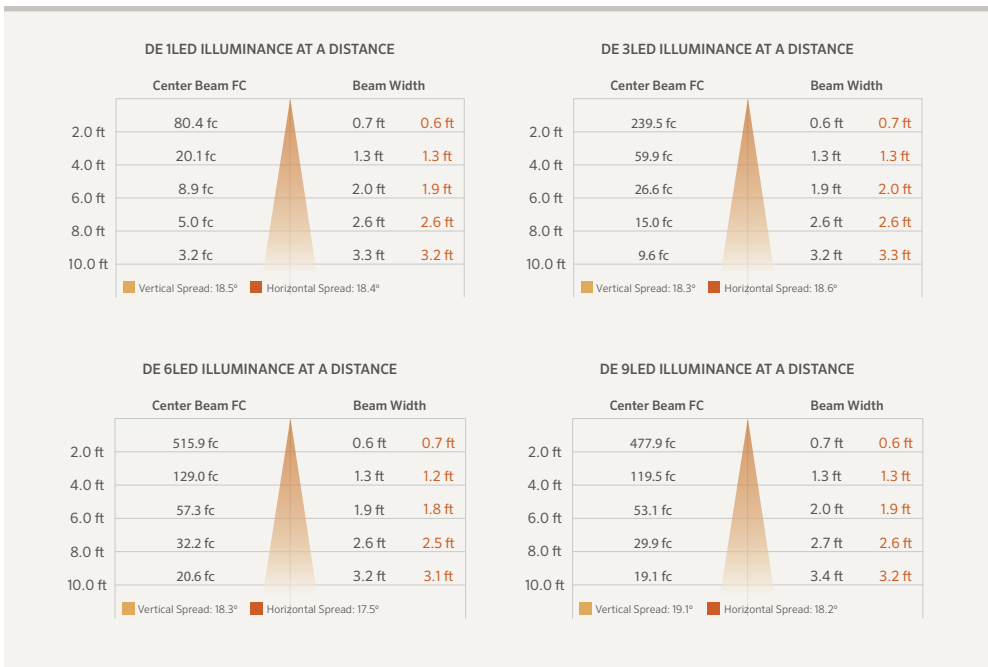 DE 1LED ILLUMINANCE AT A DISTANCE
Center Beam FC Beam Width
2.0 ft 80.4 fc 0.7 ft 0.6 ft
4.0 ft 20.1 fc 1.3 ft 1.3 ft
6.0 ft 8.9 fc 2.0 ft 1.9 ft
8.0 ft 5.0 fc 2.6 ft 2.6 ft
10.0 ft 3.2 fc 3.3 ft 3.2 ft
Vertical Spread: 18.5° Horizontal Spread: 18.4°
DE 3LED ILLUMINANCE AT A DISTANCE
Center Beam FC Beam Width
2.0 ft 239.5 fc 0.6 ft 0.7 ft
4.0 ft 59.9 fc 1.3 ft 1.3 ft
6.0 ft 26.6 fc 1.9 ft 2.0 ft
8.0 ft 15.0 fc 2.6 ft 2.6 ft
10.0 ft 9.6 fc 3.2 ft 3.3 ft
Vertical Spread: 18.3° Horizontal Spread: 18.6°
DE 6LED ILLUMINANCE AT A DISTANCE
Center Beam FC Beam Width
2.0 ft 515.9 fc 0.6 ft 0.7 ft
4.0 ft 129.0 fc 1.3 ft 1.2 ft
6.0 ft 57.3 fc 1.9 ft 1.8 ft
8.0 ft 32.2 fc 2.6 ft 2.5 ft
10.0 ft 20.6 fc 3.2 ft 3.1 ft
Vertical Spread: 18.3° Horizontal Spread: 17.5°
DE 9LED ILLUMINANCE AT A DISTANCE
Center Beam FC Beam Width
2.0 ft 477.9 fc 0.7 ft 0.6 ft
4.0 ft 119.5 fc 1.3 ft 1.3 ft
6.0 ft 53.1 fc 2.0 ft 1.9 ft
8.0 ft 29.9 fc 2.7 ft 2.6 ft
10.0 ft 19.1 fc 3.4 ft 3.2 ft
Vertical Spread: 19.1° Horizontal Spread: 18.2°